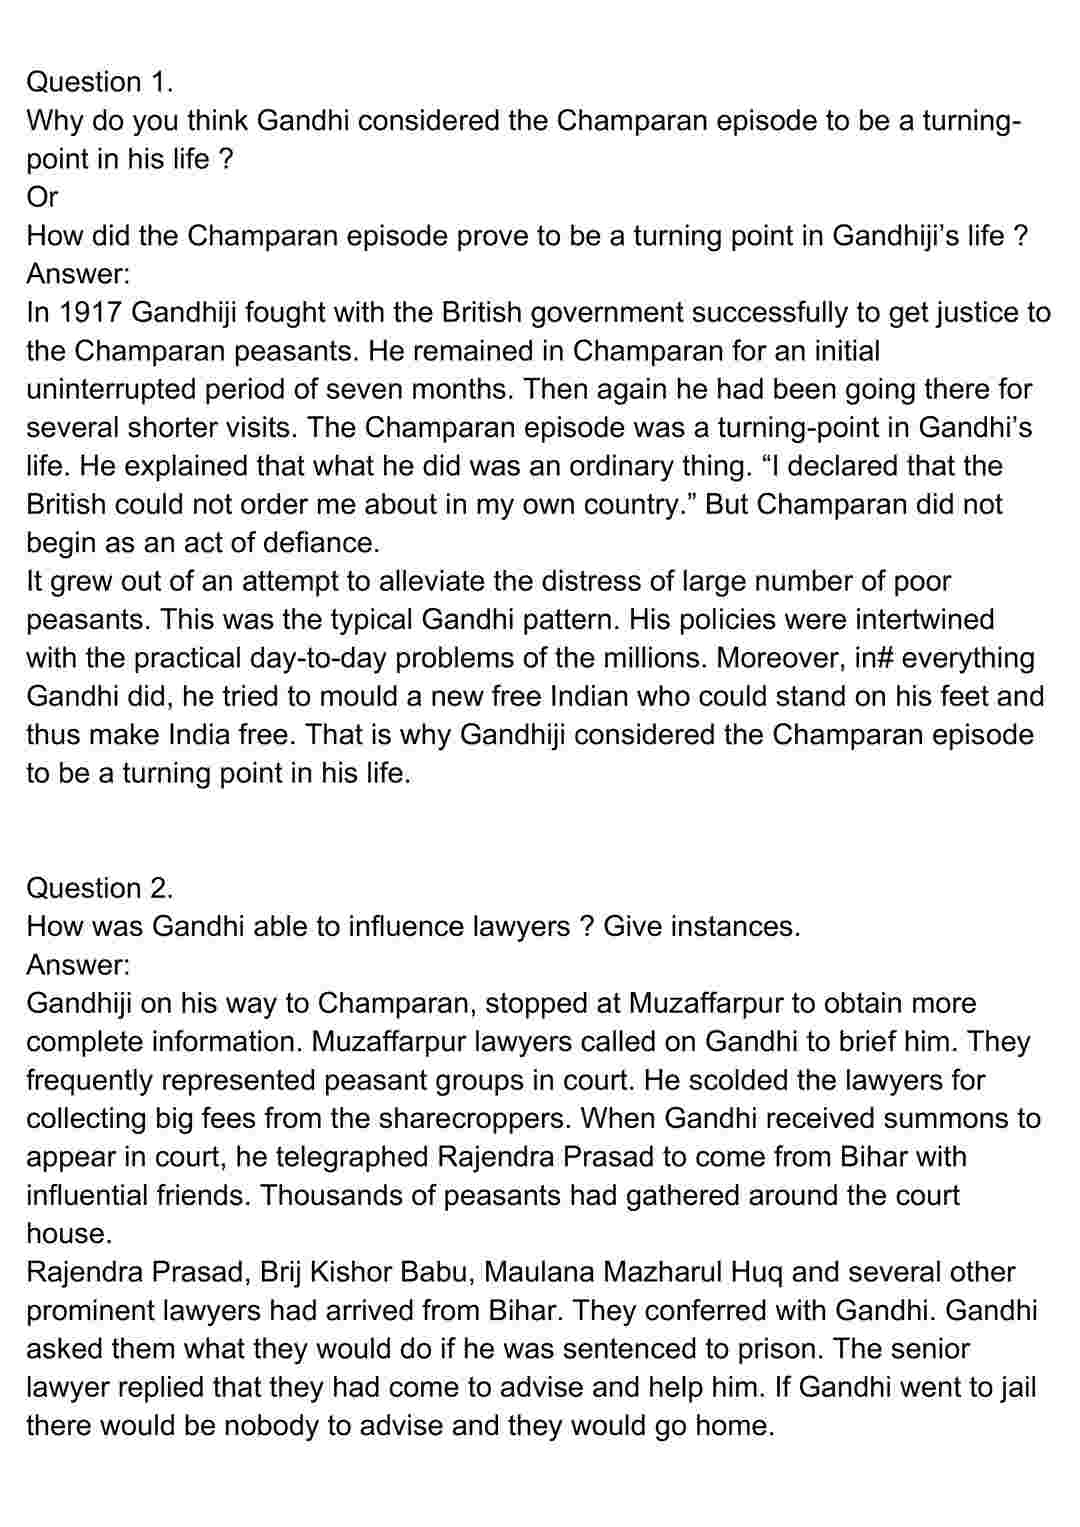 Question 1.
Why do you think Gandhi considered the Champaran episode to be a turning-
point in his life ?
Or
How did the Champaran episode prove to be a turning point in Gandhiji’s life ?
Answer:
In 1917 Gandhiji fought with the British government successfully to get justice to
the Champaran peasants. He remained in Champaran for an initial
uninterrupted period of seven months. Then again he had been going there for
several shorter visits. The Champaran episode was a turning-point in Gandhi’s
life. He explained that what he did was an ordinary thing. “I declared that the
British could not order me about in my own country.” But Champaran did not
begin as an act of defiance.
It grew out of an attempt to alleviate the distress of large number of poor
peasants. This was the typical Gandhi pattern. His policies were intertwined
with the practical day-to-day problems of the millions. Moreover, in# everything
Gandhi did, he tried to mould a new free Indian who could stand on his feet and
thus make India free. That is why Gandhiji considered the Champaran episode
to be a turning point in his life.
Question 2.
How was Gandhi able to influence lawyers ? Give instances.
Answer:
Gandhiji on his way to Champaran, stopped at Muzaffarpur to obtain more
complete information. Muzaffarpur lawyers called on Gandhi to brief him. They
frequently represented peasant groups in court. He scolded the lawyers for
collecting big fees from the sharecroppers. When Gandhi received summons to
appear in court, he telegraphed Rajendra Prasad to come from Bihar with
influential friends. Thousands of peasants had gathered around the court
house.
Rajendra Prasad, Brij Kishor Babu, Maulana Mazharul Huq and several other
prominent lawyers had arrived from Bihar. They conferred with Gandhi. Gandhi
asked them what they would do if he was sentenced to prison. The senior
lawyer replied that they had come to advise and help him. If Gandhi went to jail
there would be nobody to advise and they would go home.